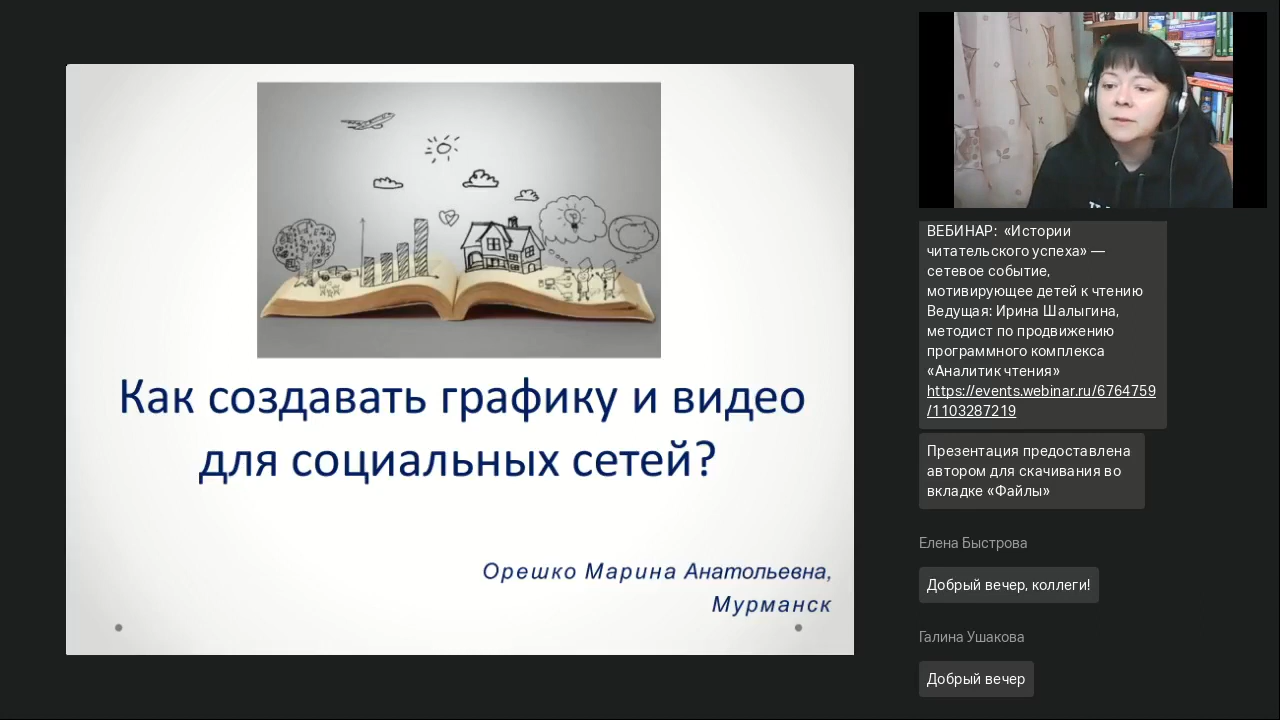 Как создавать графику и видео
для социальных сетей?
Орешко Марина Анатольевна,
Мурманск
ВЕБИНАР: «Истории
читательского успеха» —
сетевое событие,
мотивирующее детей к чтению
Ведущая: Ирина Шалыгина,
методист по продвижению
программного комплекса
«Аналитик чтения»
https://events.webinar.ru/6764759
/1103287219
Презентация предоставлена
автором для скачивания во
вкладке «Файлы»
Елена Быстрова
Добрый вечер, коллеги!
Галина Ушакова
Добрый вечер